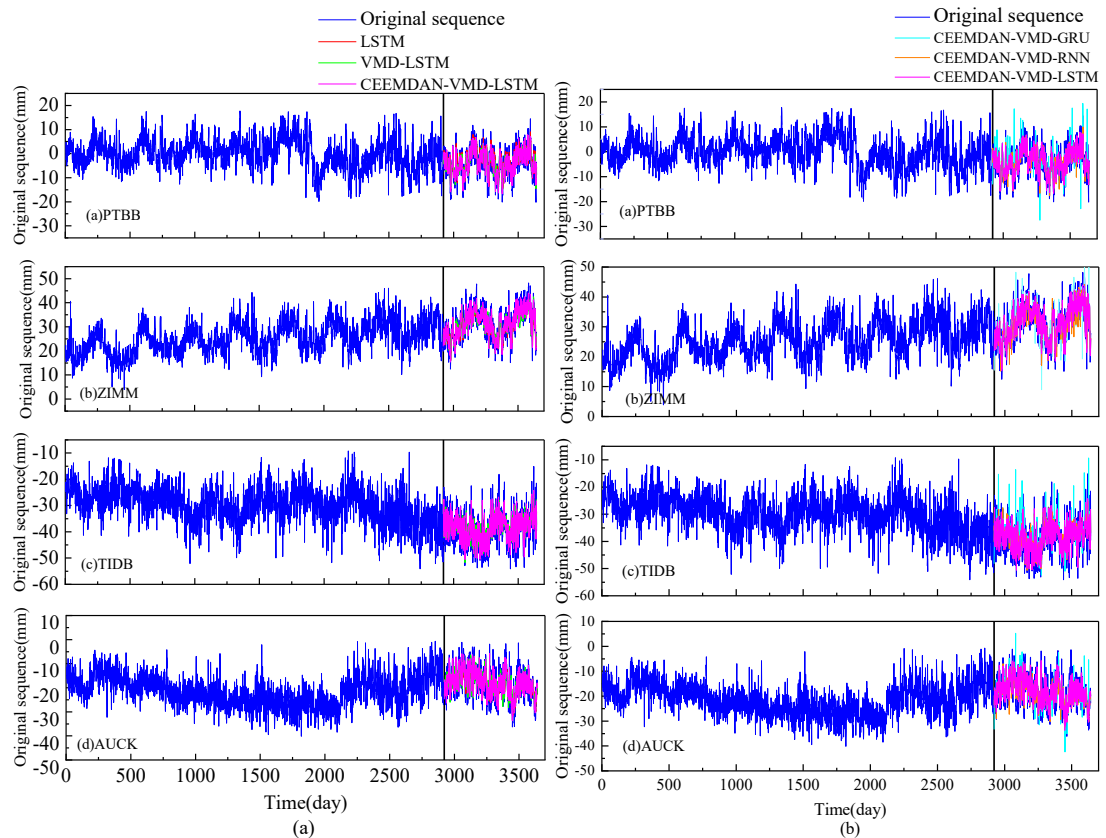 Original sequence
LSTM
VMD-LSTM
CEEMDAN-VMD-LSTM
Original sequence(mm)
20
10
0
-10
-20
-30
(a)PTBB
Original sequence(mm)
50
40
30
20
10
0
(b)ZIMM
Original sequence(mm)
-10
-20
-30
-40
-50
-60
(c)TIDB
Original sequence(mm)
10
0
-10
-20
-30
-40
-50
(d)AUCK
0 500 1000 1500 2000 2500 3000 3500
Time(day)
(a)
Original sequence
CEEMDAN-VMD-GRU
CEEMDAN-VMD-RNN
CEEMDAN-VMD-LSTM
Original sequence(mm)
20
10
0
-10
-20
-30
(a)PTBB
Original sequence(mm)
50
40
30
20
10
0
(b)ZIMM
Original sequence(mm)
-10
-20
-30
-40
-50
-60
(c)TIDB
Original sequence(mm)
10
0
-10
-20
-30
-40
-50
(d)AUCK
0 500 1000 1500 2000 2500 3000 3500
Time(day)
(b)